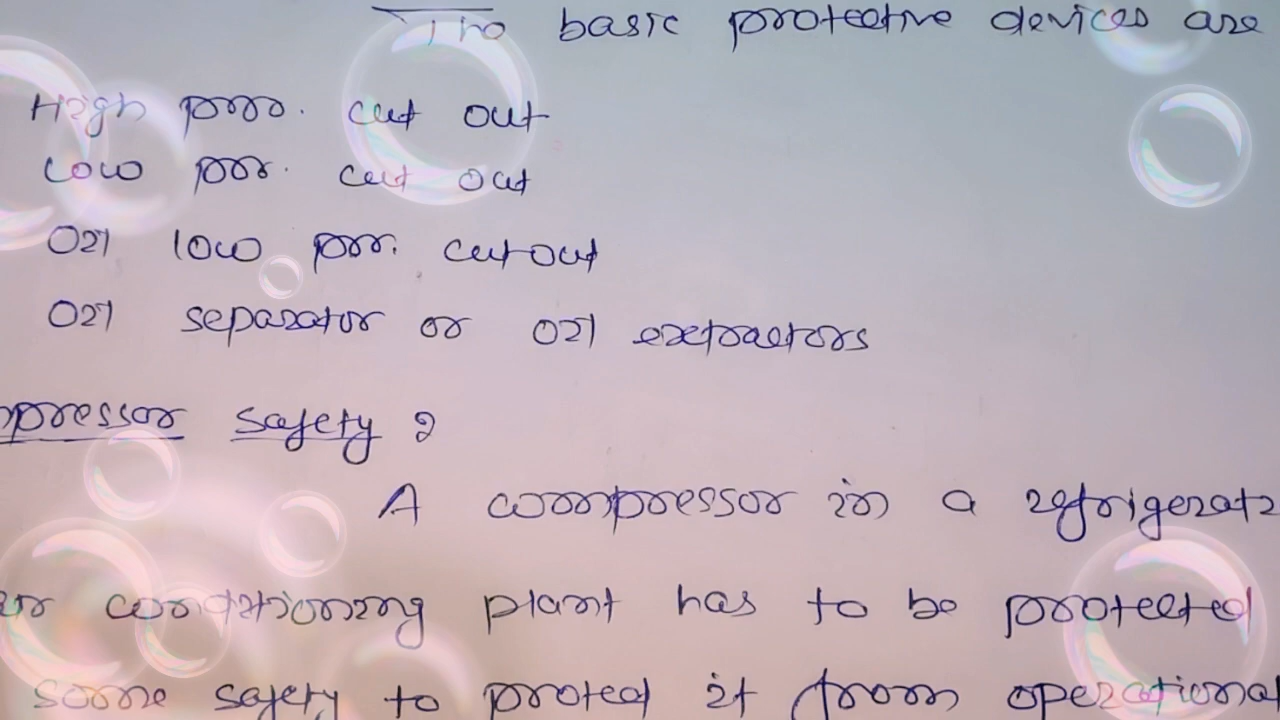 The basic protective devices are
High prr. cut out
Low prr. cut out
Oil low prr. cutout
Oil separator or oil extractors
pressor safety :
A compressor in a refrigerati
air conditioning plant has to be protected
some safety to protect it from operational